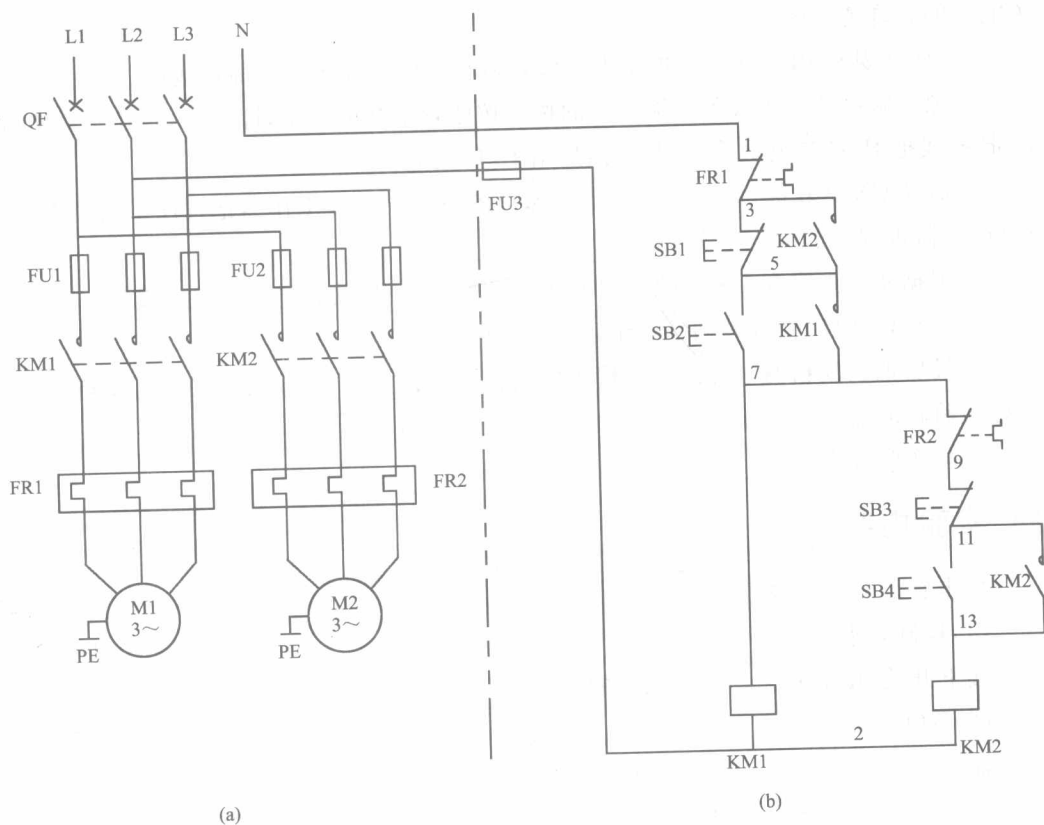 L1 L2 L3 N
QF
1
FR1
FU3
3
KM2
SB1
5
FU1
FU2
KM1
SB2
KM1
KM2
7
FR2
9
FR1
FR2
SB3
11
SB4
KM2
M1
3～
M2
3～
13
PE
PE
2
KM1
KM2
(a)
(b)